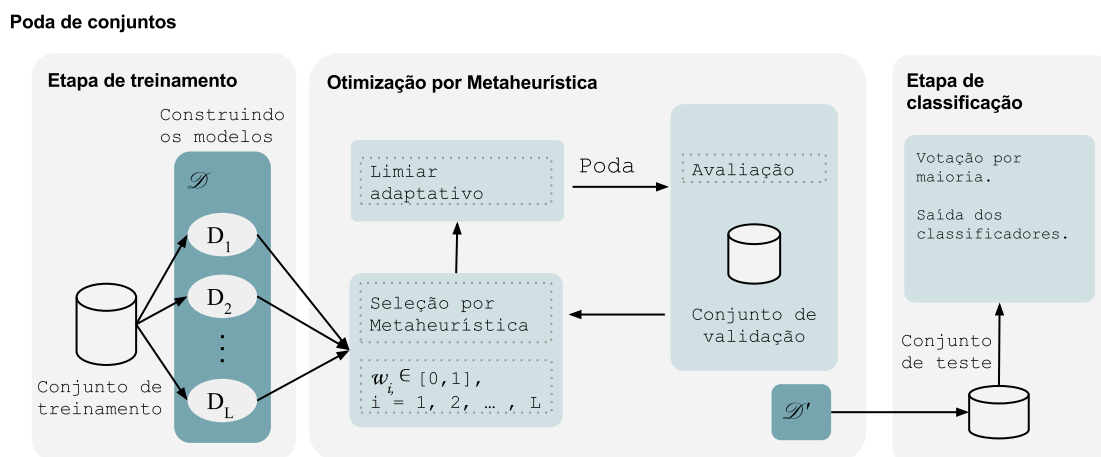 Poda de conjuntos
Etapa de treinamento
Construindo
os modelos
𝒟
D1
D2
⋮
DL
Conjunto de
treinamento
Otimização por Metaheurística
Limiar
adaptativo
Poda
Avaliação
Conjunto de
validação
Seleção por
Metaheurística
wi, ∈ [0,1],
i = 1, 2, … , L
𝒟′
Etapa de
classificação
Votação por
maioria.
Saída dos
classificadores.
Conjunto
de teste